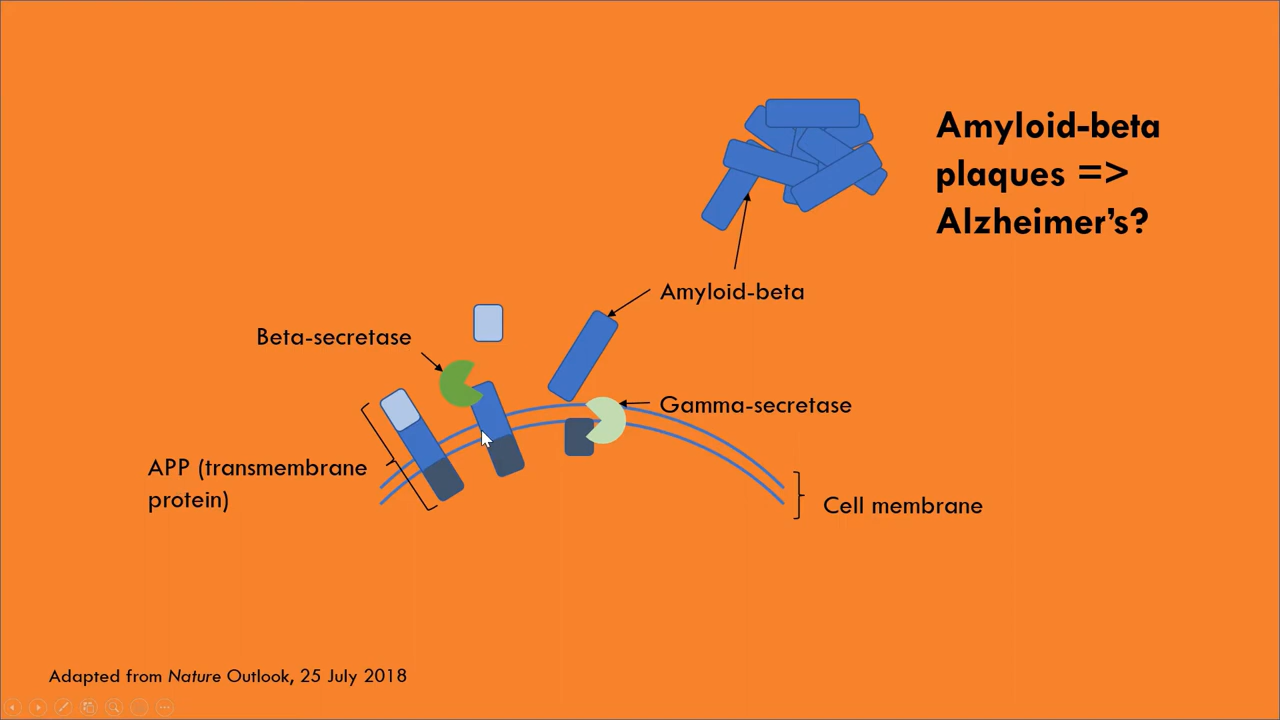 Amyloid-beta
plaques =>
Alzheimer’s?
Amyloid-beta
Beta-secretase
Gamma-secretase
APP (transmembrane
protein)
Cell membrane
Adapted from Nature Outlook, 25 July 2018